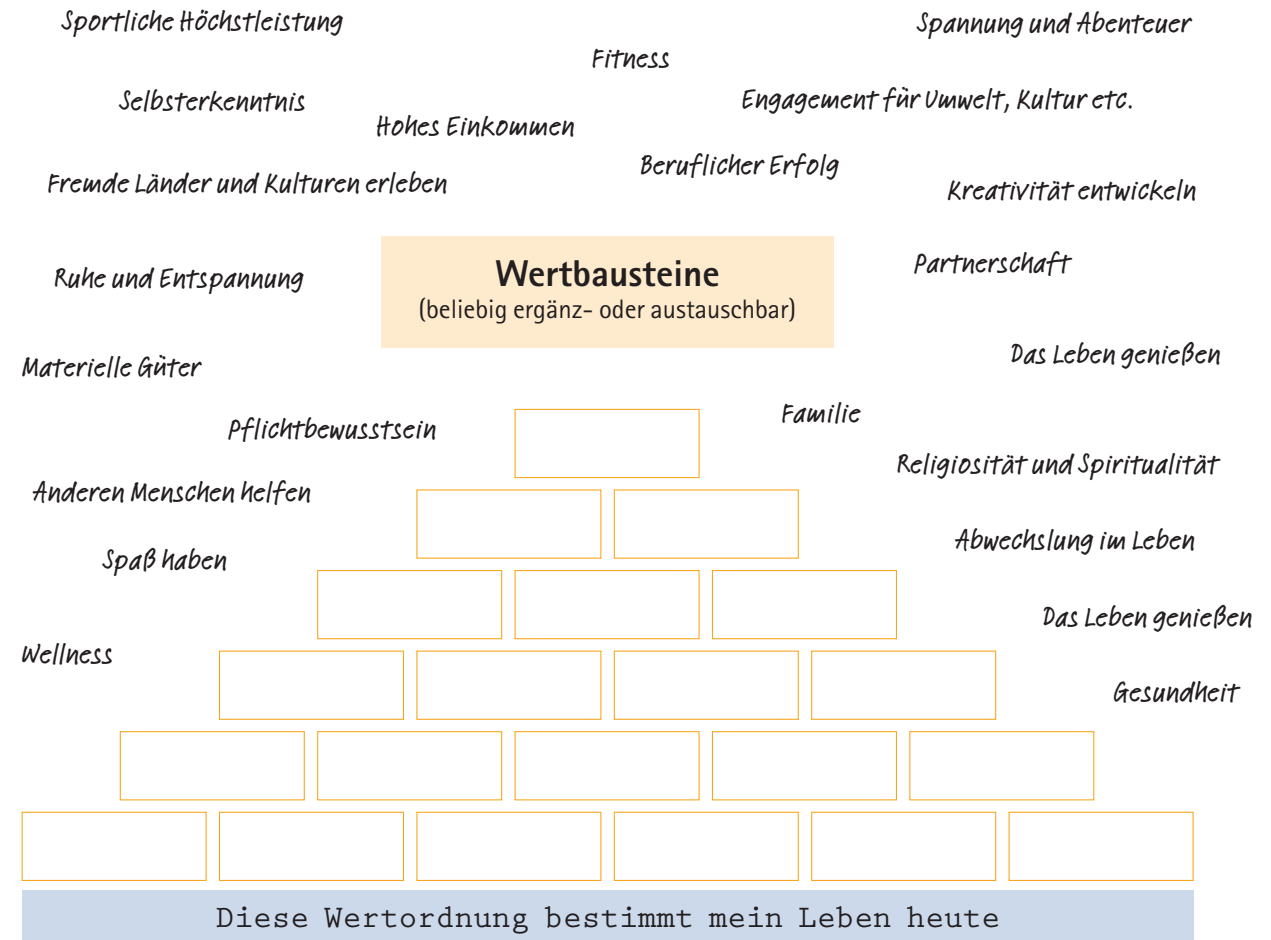 Sportliche Höchstleistung
Spannung und Abenteuer
Fitness
Selbsterkenntnis
Engagement für Umwelt, Kultur etc.
Hohes Einkommen
Beruflicher Erfolg
Fremde Länder und Kulturen erleben
Kreativität entwickeln
Ruhe und Entspannung
Wertbausteine
(beliebig ergänz- oder austauschbar)
Partnerschaft
Materielle Güter
Das Leben genießen
Pflichtbewusstsein
Familie
Religiosität und Spiritualität
Anderen Menschen helfen
Abwechslung im Leben
Spaß haben
Das Leben genießen
Wellness
Gesundheit
Diese Wertordnung bestimmt mein Leben heute